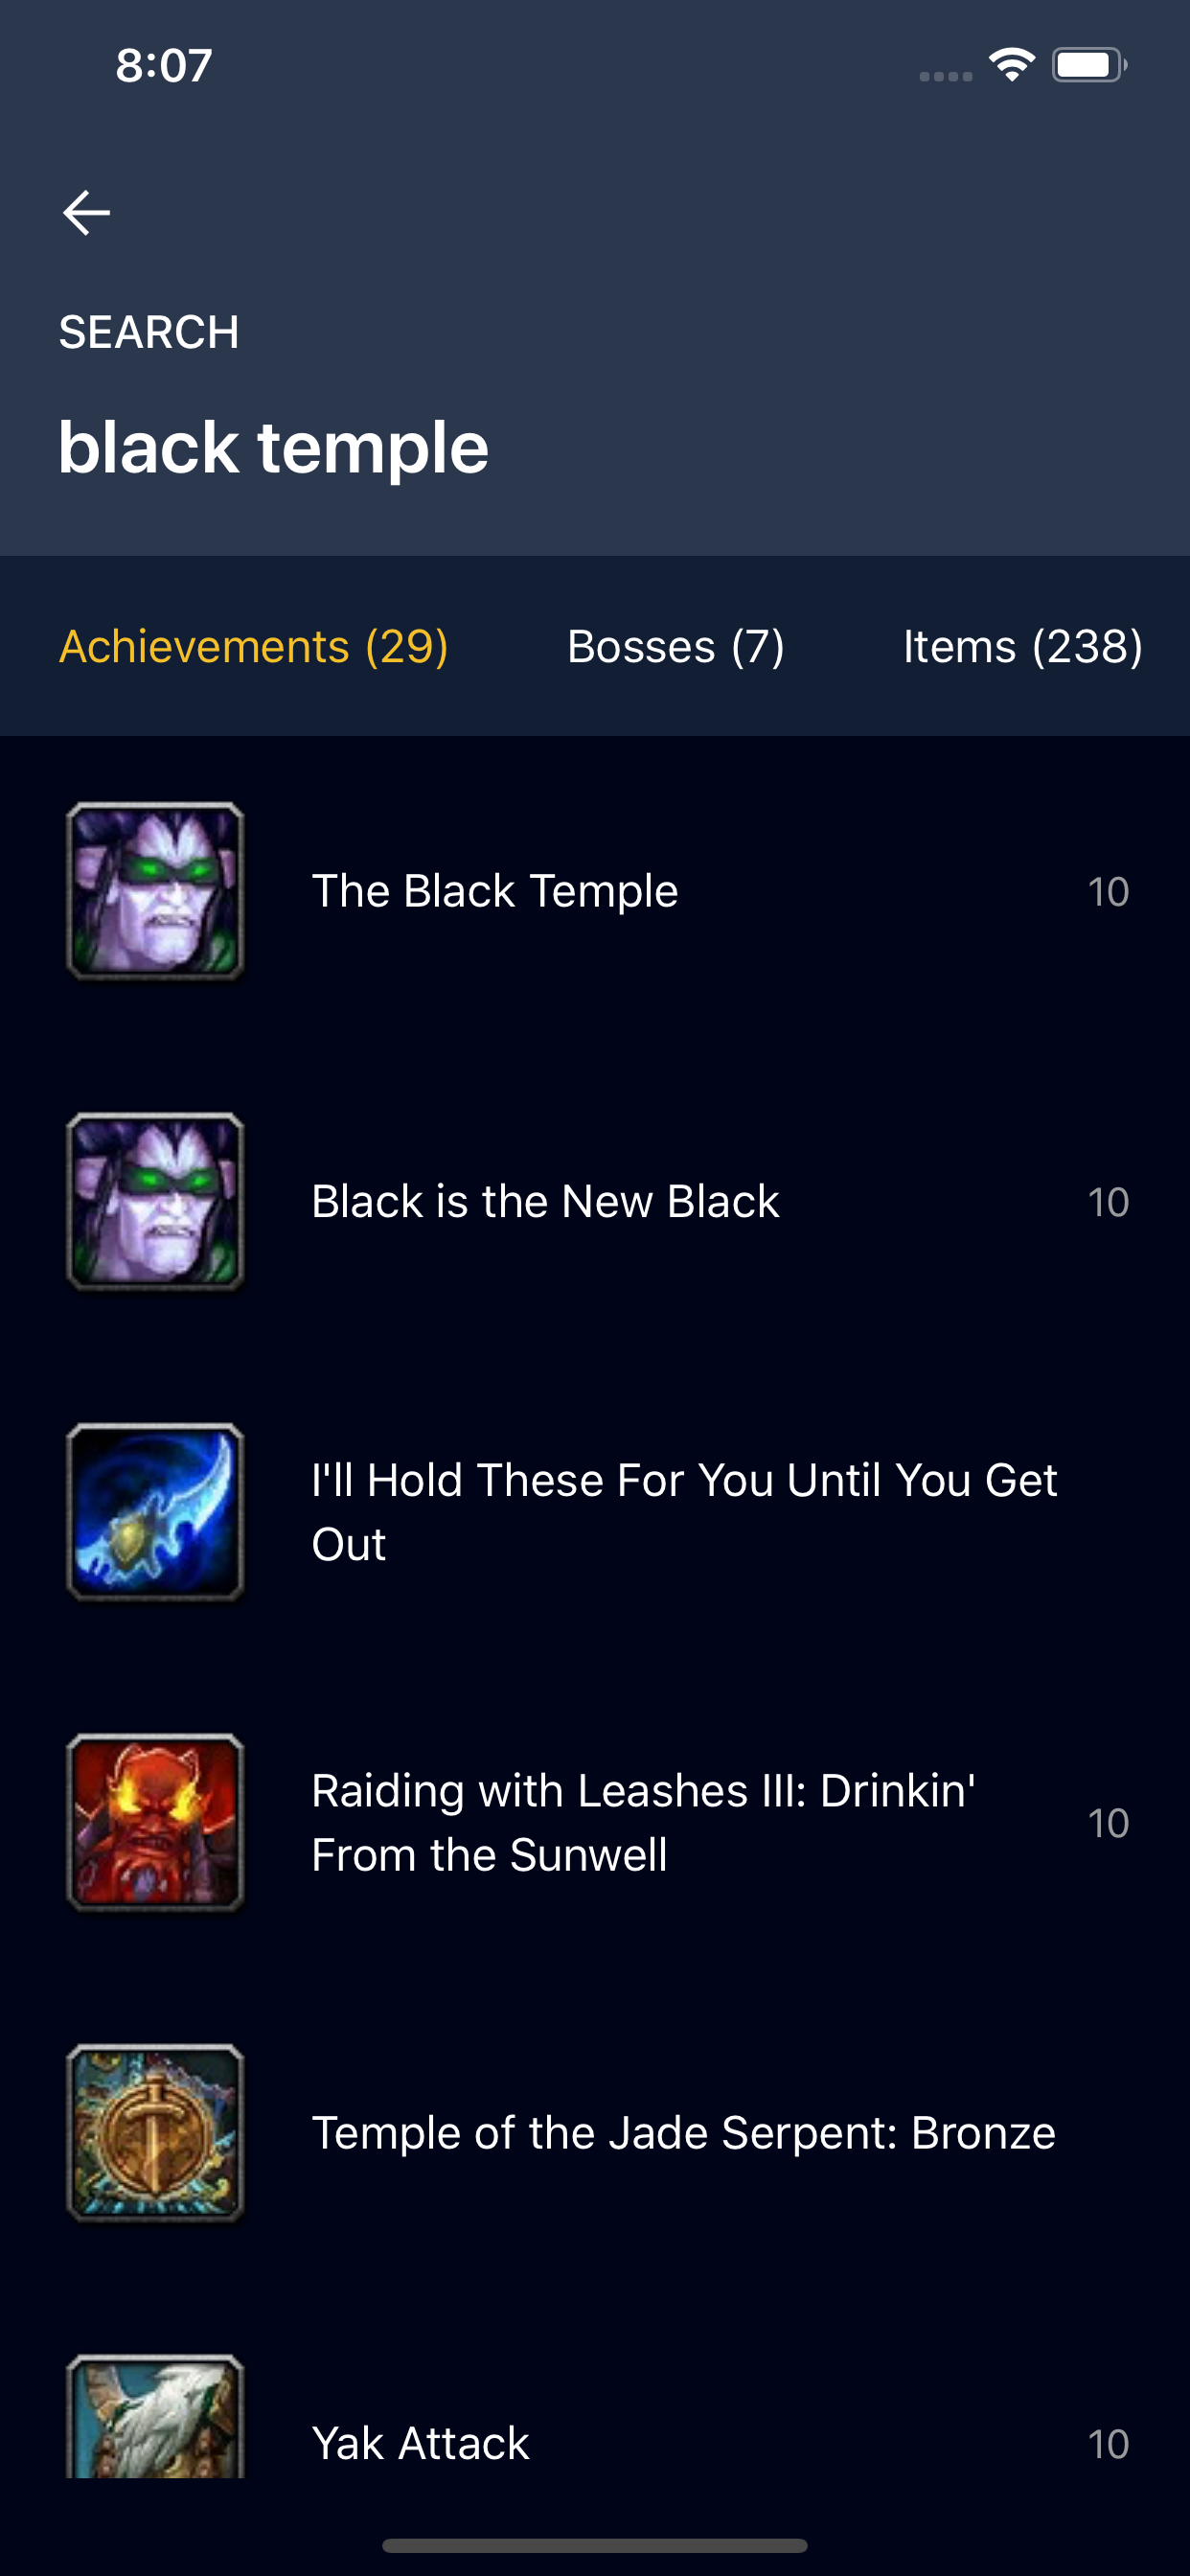 8:07
SEARCH
black temple
Achievements (29) Bosses (7) Items (238)
The Black Temple 10
Black is the New Black 10
I'll Hold These For You Until You Get
Out
Raiding with Leashes III: Drinkin'
From the Sunwell 10
Temple of the Jade Serpent: Bronze
Yak Attack 10